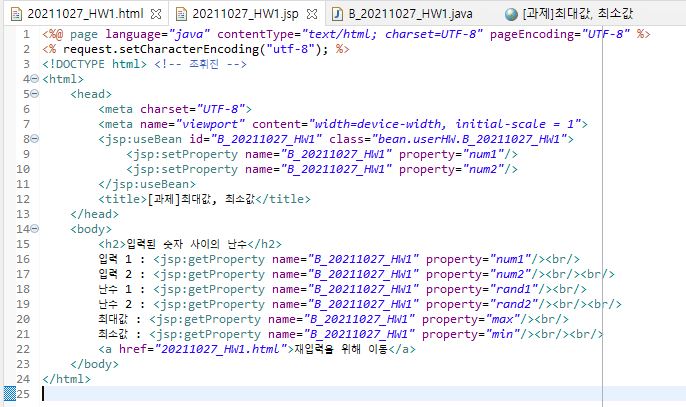 20211027_HW1.html 20211027_HW1.jsp B_20211027_HW1.java [과제]최대값, 최소값
1 <%@ page language="java" contentType="text/html; charset=UTF-8" pageEncoding="UTF-8" %>
2 <% request.setCharacterEncoding("utf-8"); %>
3 <!DOCTYPE html> <!-- 조휘진 -->
4 <html>
5 <head>
6 <meta charset="UTF-8">
7 <meta name="viewport" content="width=device-width, initial-scale = 1">
8 <jsp:useBean id="B_20211027_HW1" class="bean.userHW.B_20211027_HW1">
9 <jsp:setProperty name="B_20211027_HW1" property="num1"/>
10 <jsp:setProperty name="B_20211027_HW1" property="num2"/>
11 </jsp:useBean>
12 <title>[과제]최대값, 최소값</title>
13 </head>
14 <body>
15 <h2>입력된 숫자 사이의 난수</h2>
16 입력 1 : <jsp:getProperty name="B_20211027_HW1" property="num1"/><br/>
17 입력 2 : <jsp:getProperty name="B_20211027_HW1" property="num2"/><br/><br/>
18 난수 1 : <jsp:getProperty name="B_20211027_HW1" property="rand1"/><br/>
19 난수 2 : <jsp:getProperty name="B_20211027_HW1" property="rand2"/><br/><br/>
20 최대값 : <jsp:getProperty name="B_20211027_HW1" property="max"/><br/>
21 최소값 : <jsp:getProperty name="B_20211027_HW1" property="min"/><br/><br/>
22 <a href="20211027_HW1.html">재입력을 위해 이동</a>
23 </body>
24 </html>
25